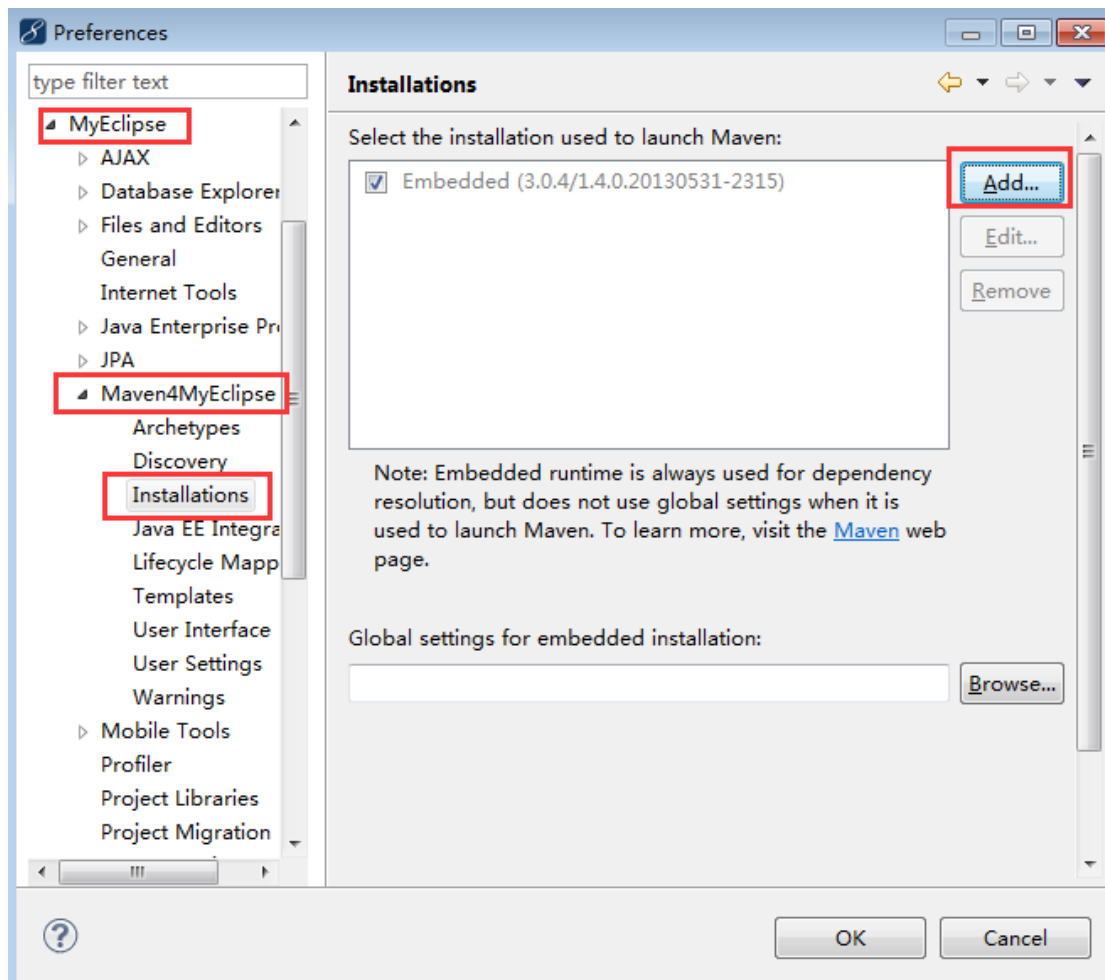 Preferences
type filter text
MyEclipse
AJAX
Database Explorer
Files and Editors
General
Internet Tools
Java Enterprise Pr
JPA
Maven4MyEclipse
Archetypes
Discovery
Installations
Java EE Integra
Lifecycle Mapp
Templates
User Interface
User Settings
Warnings
Mobile Tools
Profiler
Project Libraries
Project Migration
Installations
Select the installation used to launch Maven:
Embedded (3.0.4/1.4.0.20130531-2315)
Add...
Edit...
Remove
Note: Embedded runtime is always used for dependency
resolution, but does not use global settings when it is
used to launch Maven. To learn more, visit the Maven web
page.
Global settings for embedded installation:
Browse...
OK
Cancel